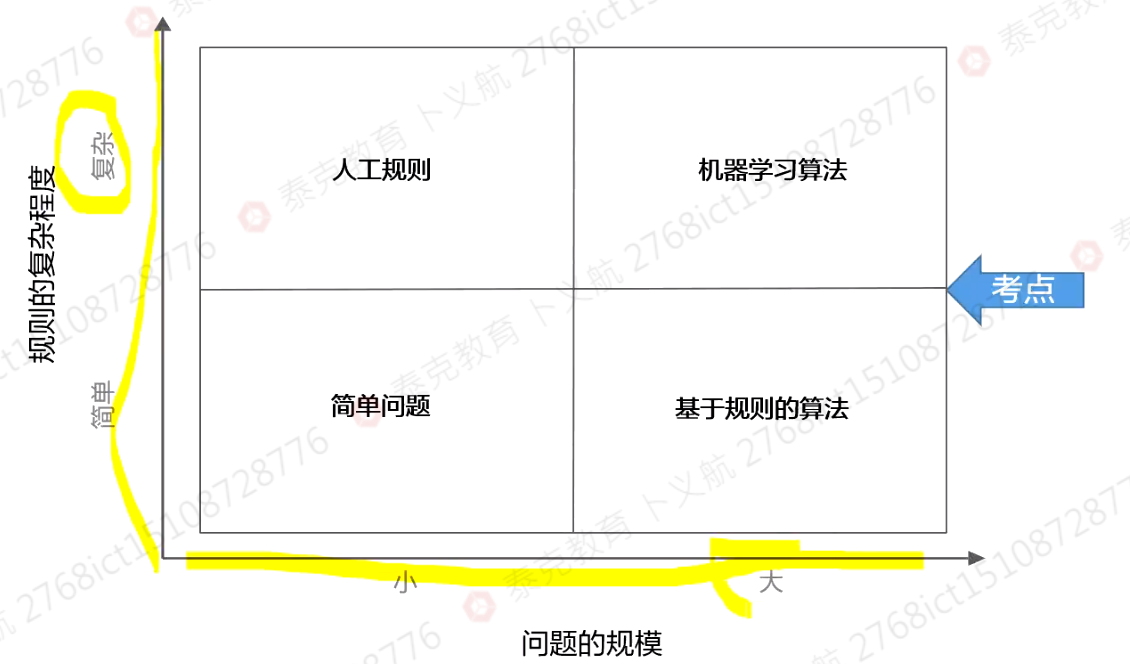 规则的复杂程度
复杂
简单
人工规则
机器学习算法
考点
简单问题
基于规则的算法
小
大
问题的规模
泰克教育 卜义航 2768ict15108728776